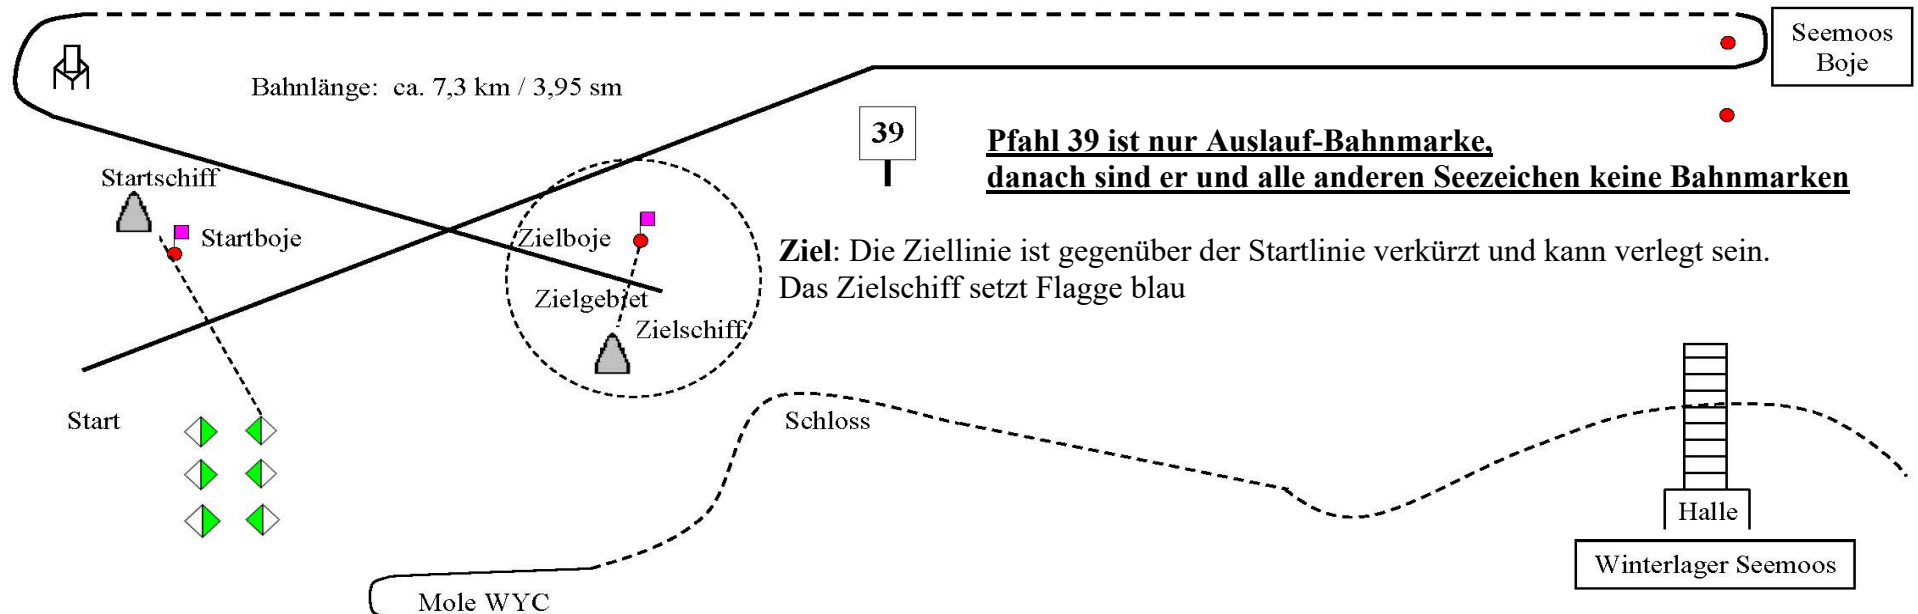 Seemoos
Boje
Bahnlänge: ca. 7,3 km / 3,95 sm
39
Pfahl 39 ist nur Auslauf-Bahnmarke,
danach sind er und alle anderen Seezeichen keine Bahnmarken
Startschiff
Startboje
Zielboje
Ziel: Die Ziellinie ist gegenüber der Startlinie verkürzt und kann verlegt sein.
Das Zielschiff setzt Flagge blau
Zielgebiet
Zielschiff
Start
Schloss
Halle
Winterlager Seemoos
Mole WYC